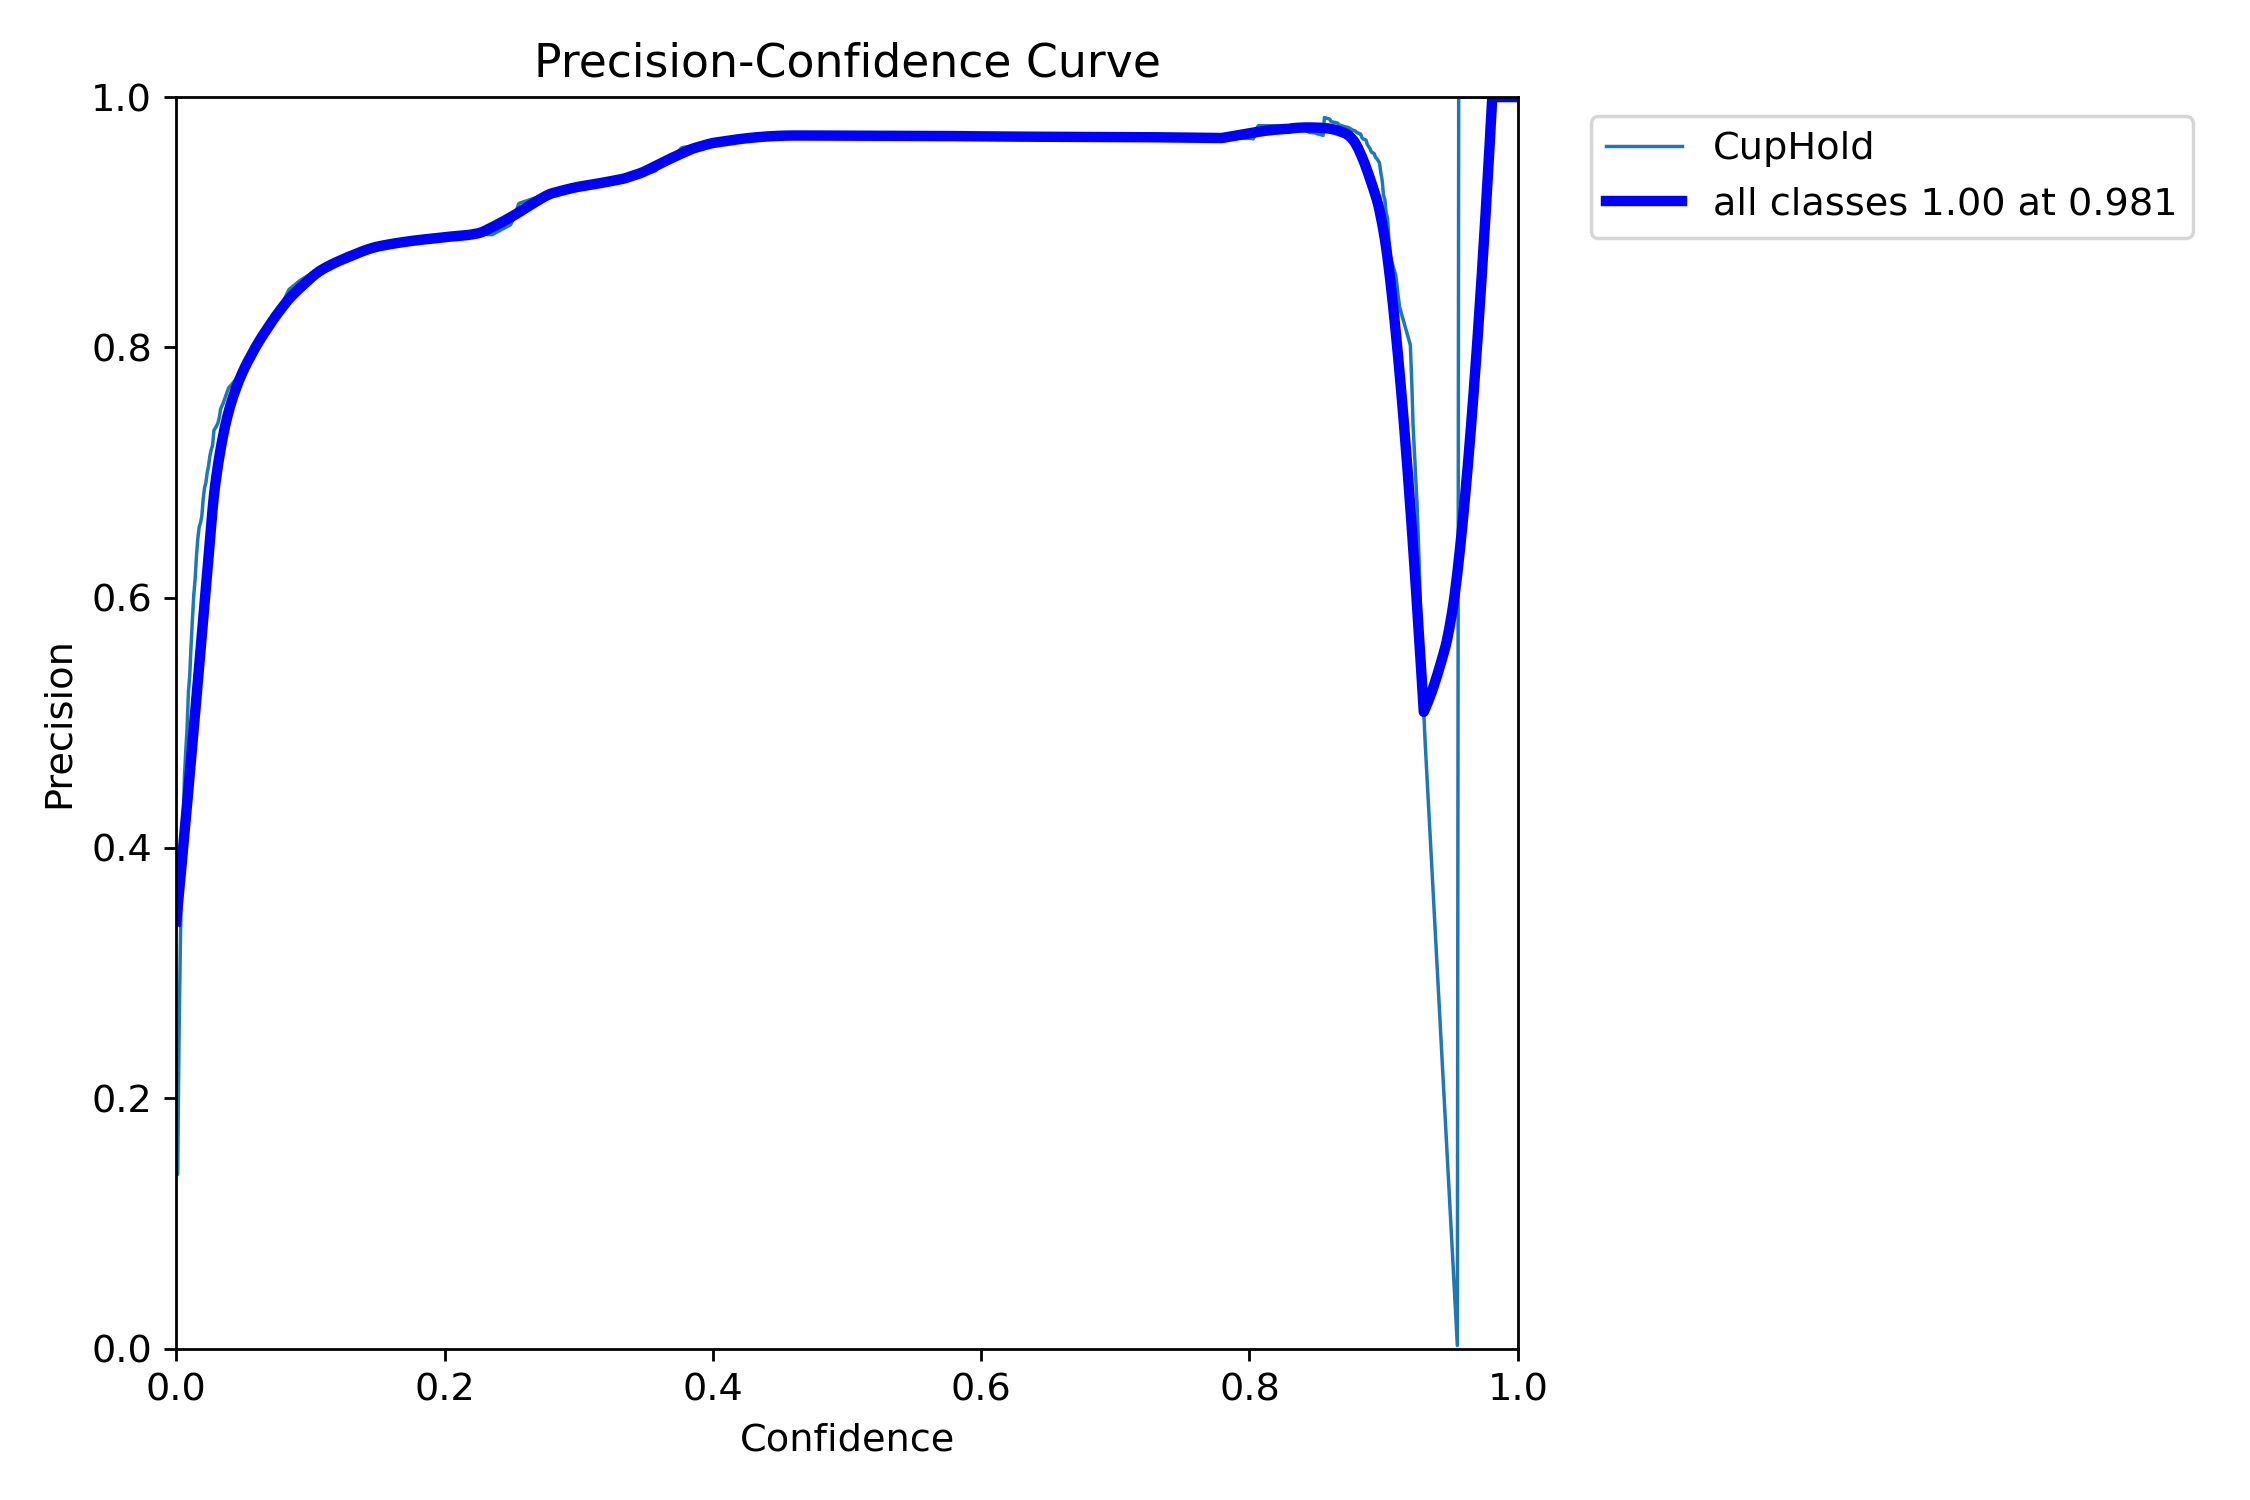 Precision-Confidence Curve
1.0
0.8
0.6
0.4
0.2
0.0
Precision
0.0 0.2 0.4 0.6 0.8 1.0
Confidence
CupHold
all classes 1.00 at 0.981